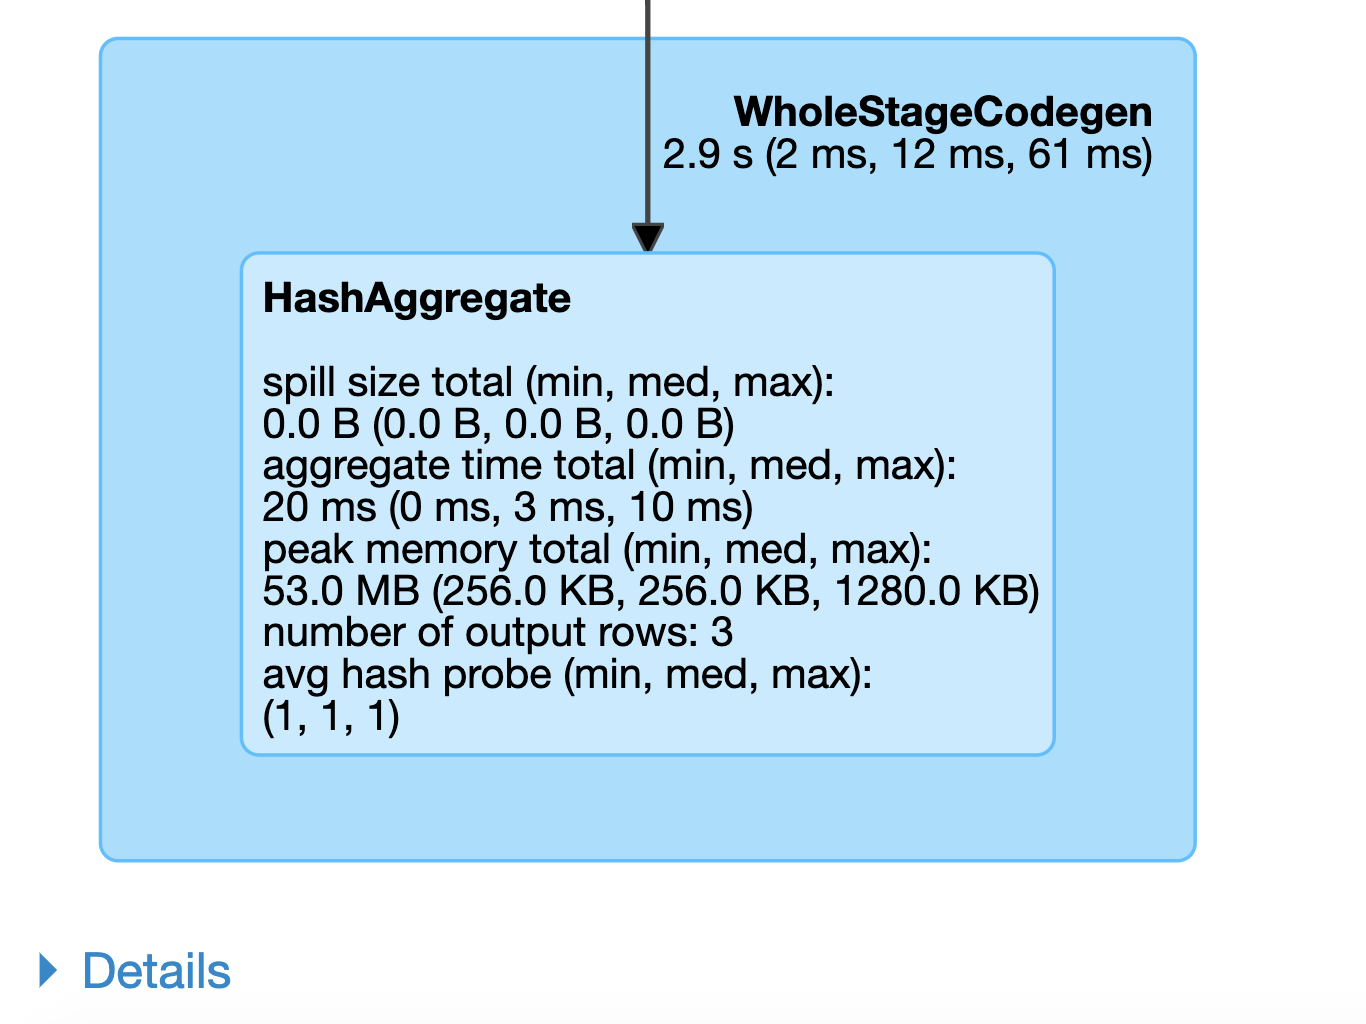 WholeStageCodegen
2.9 s (2 ms, 12 ms, 61 ms)
HashAggregate
spill size total (min, med, max):
0.0 B (0.0 B, 0.0 B, 0.0 B)
aggregate time total (min, med, max):
20 ms (0 ms, 3 ms, 10 ms)
peak memory total (min, med, max):
53.0 MB (256.0 KB, 256.0 KB, 1280.0 KB)
number of output rows: 3
avg hash probe (min, med, max):
(1, 1, 1)
Details